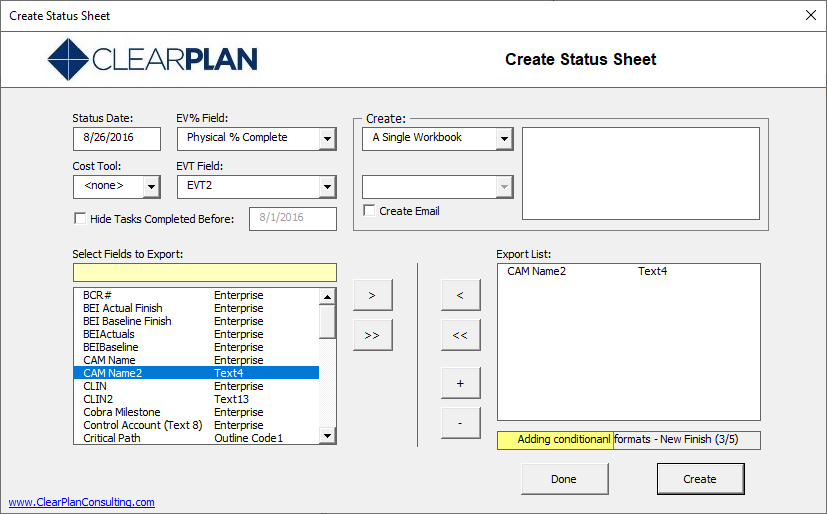 Create Status Sheet
CLEARPLAN
Create Status Sheet
Status Date:
EV% Field:
8/26/2016
Physical % Complete
Cost Tool:
EVT Field:
<none>
EVT2
Hide Tasks Completed Before:
8/1/2016
Create:
A Single Workbook
Create Email
Select Fields to Export:
BCR# Enterprise
BEI Actual Finish Enterprise
BEI Baseline Finish Enterprise
BEIActuals Enterprise
BEIBaseline Enterprise
CAM Name Enterprise
CAM Name2 Text4
CLIN Enterprise
CLIN2 Text13
Cobra Milestone Enterprise
Control Account (Text 8) Enterprise
Critical Path Outline Code1
>
>>
<
<<
+
-
Export List:
CAM Name2 Text4
Adding conditionanl formats - New Finish (3/5)
Done
Create
www.ClearPlanConsulting.com